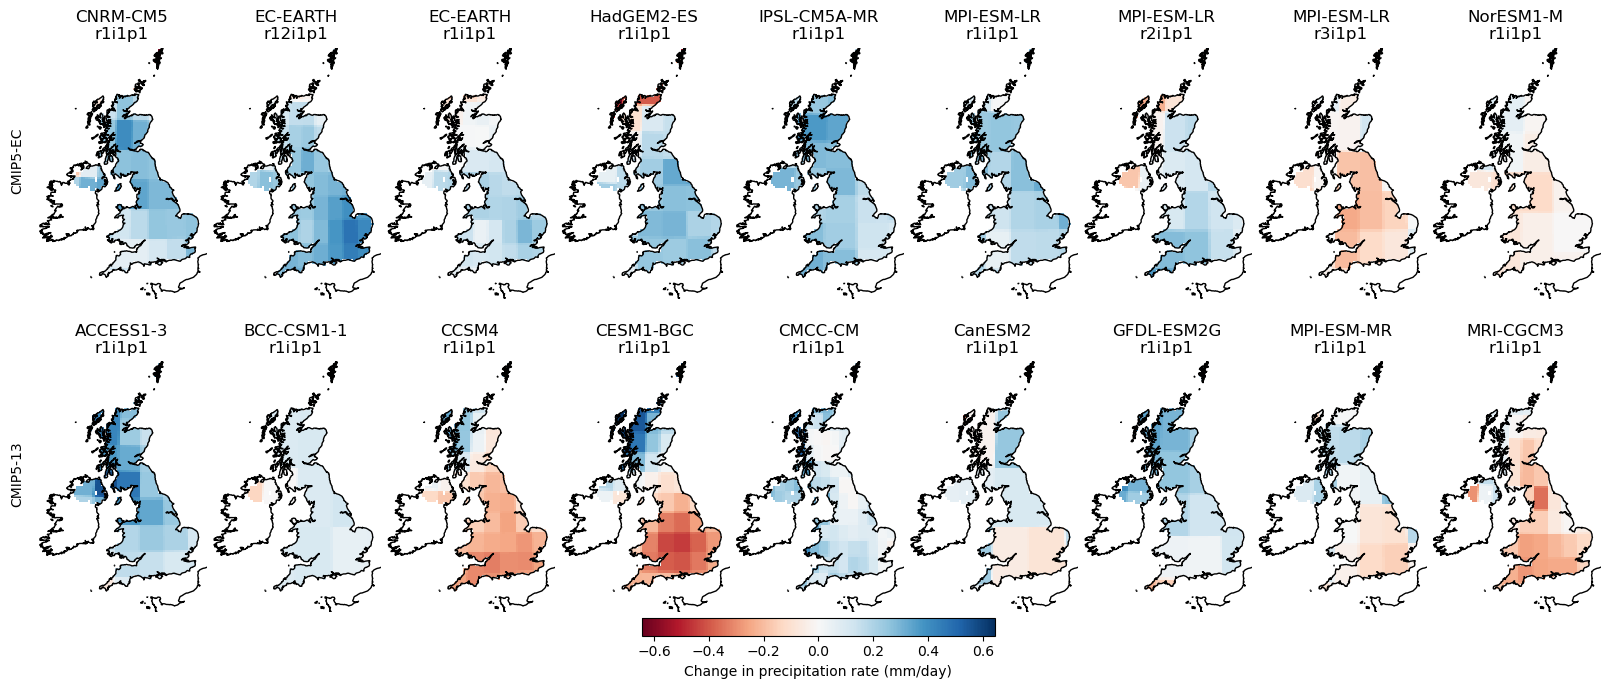 CNRM-CM5
r1i1p1
EC-EARTH
r12i1p1
EC-EARTH
r1i1p1
HadGEM2-ES
r1i1p1
IPSL-CM5A-MR
r1i1p1
MPI-ESM-LR
r1i1p1
MPI-ESM-LR
r2i1p1
MPI-ESM-LR
r3i1p1
NorESM1-M
r1i1p1
CMIP5-EC
ACCESS1-3
r1i1p1
BCC-CSM1-1
r1i1p1
CCSM4
r1i1p1
CESM1-BGC
r1i1p1
CMCC-CM
r1i1p1
CanESM2
r1i1p1
GFDL-ESM2G
r1i1p1
MPI-ESM-MR
r1i1p1
MRI-CGCM3
r1i1p1
CMIP5-13
−0.6 −0.4 −0.2 0.0 0.2 0.4 0.6
Change in precipitation rate (mm/day)